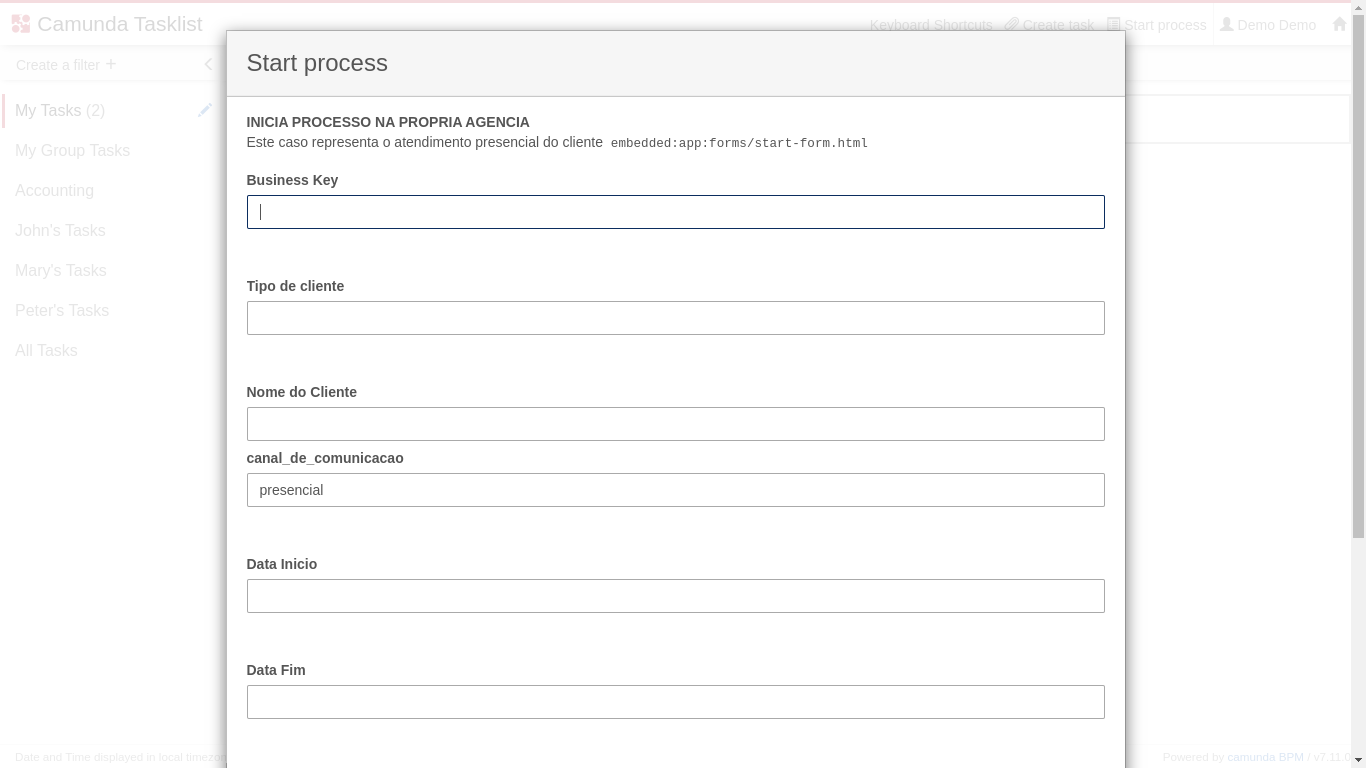 Camunda Tasklist
Keyboard Shortcuts Create task Start process Demo Demo
Create a filter +
My Tasks (2)
My Group Tasks
Accounting
John's Tasks
Mary's Tasks
Peter's Tasks
All Tasks
Start process
INICIA PROCESSO NA PROPRIA AGENCIA
Este caso representa o atendimento presencial do cliente embedded:app:forms/start-form.html
Business Key
Tipo de cliente
Nome do Cliente
canal_de_comunicacao
presencial
Data Inicio
Data Fim
Date and Time displayed in local
Powered by camunda BPM / v7.11.0